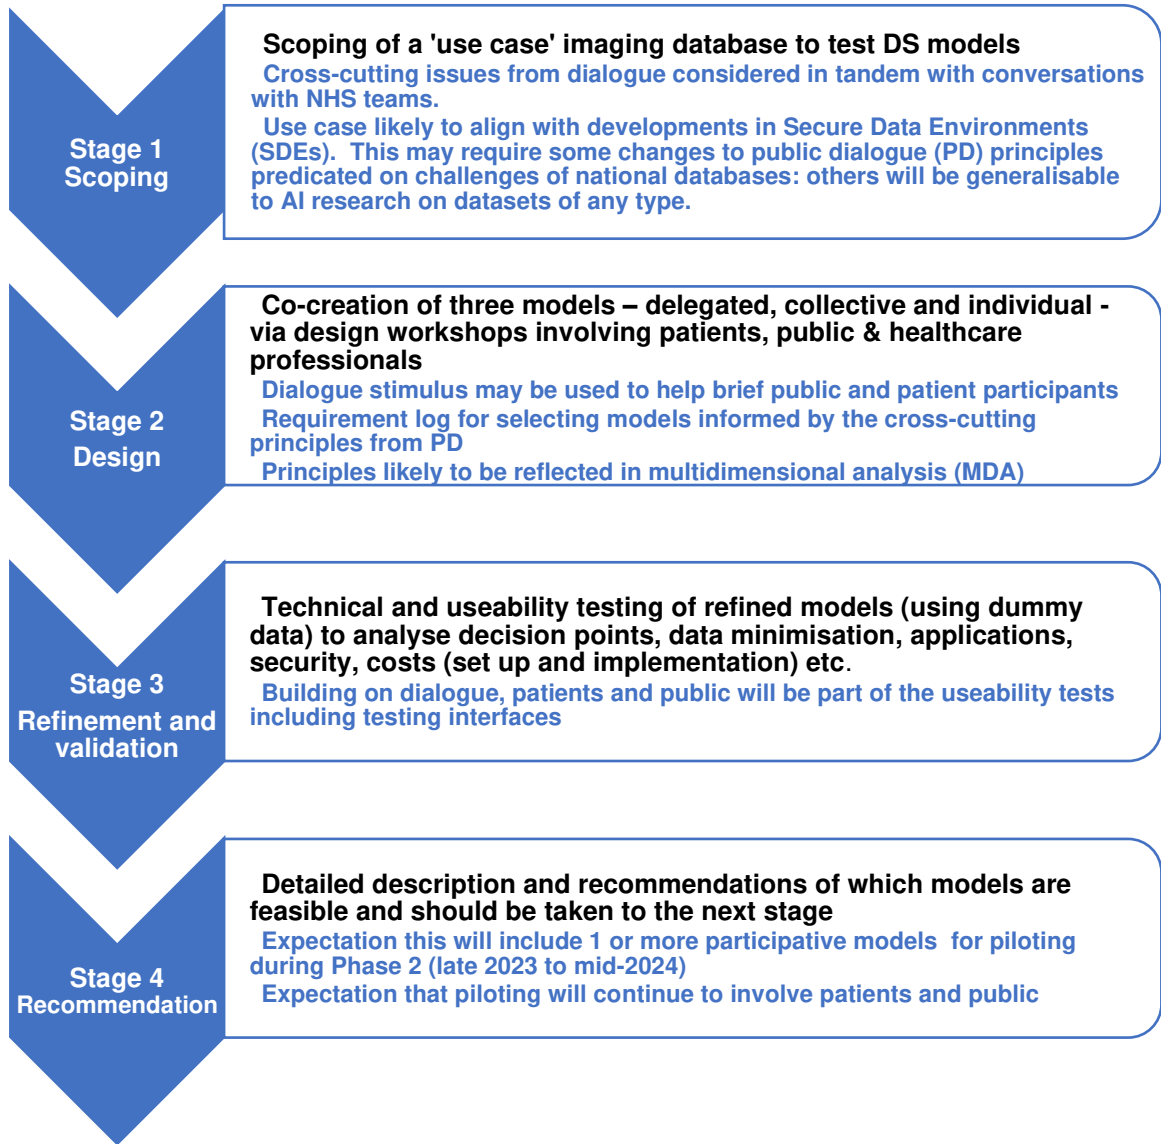 Stage 1
Scoping
Scoping of a 'use case' imaging database to test DS models
Cross-cutting issues from dialogue considered in tandem with conversations
with NHS teams.
Use case likely to align with developments in Secure Data Environments
(SDEs).  This may require some changes to public dialogue (PD) principles
predicated on challenges of national databases: others will be generalisable
to AI research on datasets of any type.
Stage 2
Design
Co-creation of three models – delegated, collective and individual -
via design workshops involving patients, public & healthcare
professionals
Dialogue stimulus may be used to help brief public and patient participants
Requirement log for selecting models informed by the cross-cutting
principles from PD
Principles likely to be reflected in multidimensional analysis (MDA)
Stage 3
Refinement and
validation
Technical and useability testing of refined models (using dummy
data) to analyse decision points, data minimisation, applications,
security, costs (set up and implementation) etc.
Building on dialogue, patients and public will be part of the useability tests
including testing interfaces
Stage 4
Recommendation
Detailed description and recommendations of which models are
feasible and should be taken to the next stage
Expectation this will include 1 or more participative models  for piloting
during Phase 2 (late 2023 to mid-2024)
Expectation that piloting will continue to involve patients and public